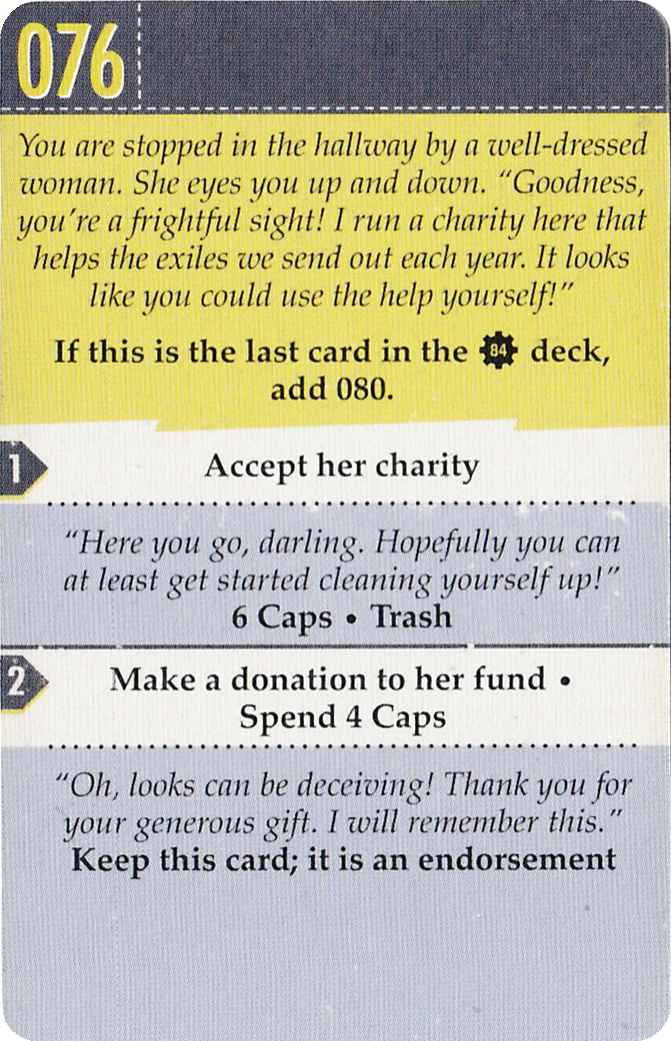 076
You are stopped in the hallway by a well-dressed
woman. She eyes you up and down. “Goodness,
you’re a frightful sight! I run a charity here that
helps the exiles we send out each year. It looks
like you could use the help yourself!”
If this is the last card in the 84 deck,
add 080.
1 Accept her charity
“Here you go, darling. Hopefully you can
at least get started cleaning yourself up!”
6 Caps • Trash
2 Make a donation to her fund •
Spend 4 Caps
“Oh, looks can be deceiving! Thank you for
your generous gift. I will remember this.”
Keep this card; it is an endorsement